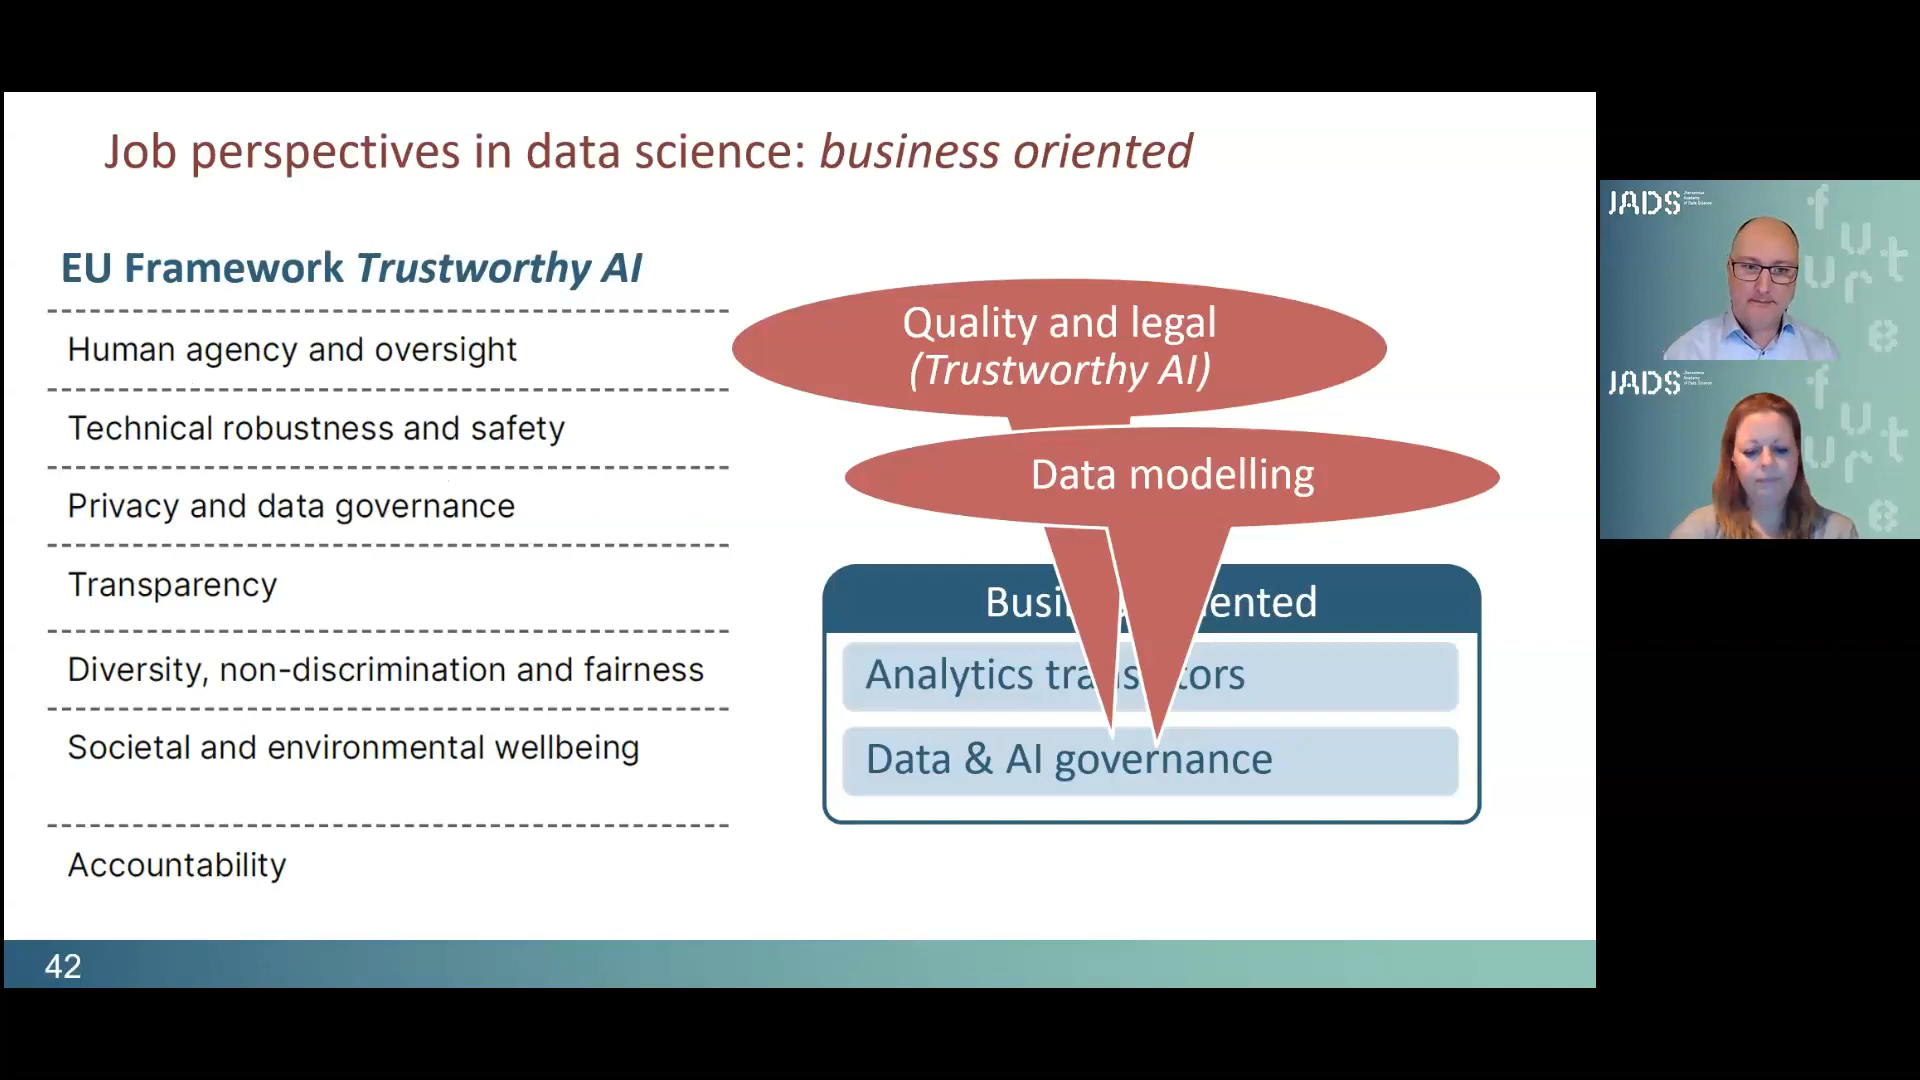 Job perspectives in data science: business oriented
EU Framework Trustworthy AI
Human agency and oversight
Technical robustness and safety
Privacy and data governance
Transparency
Diversity, non-discrimination and fairness
Societal and environmental wellbeing
Accountability
Quality and legal
(Trustworthy AI)
Data modelling
Busi ented
Analytics tra s tors
Data & AI governance
42
JADS
future
JADS
future